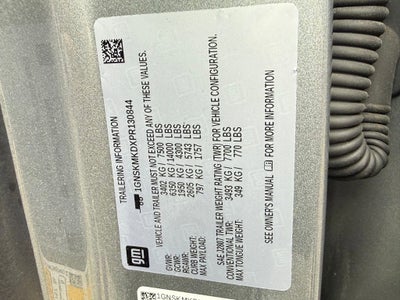 TRAILERING INFORMATION
1GNSKMKDXPR130844
VEHICLE AND TRAILER MUST NOT EXCEED ANY OF THESE VALUES.
GVWR: 3402 KG / 7500 LBS
GCWR: 6350 KG / 14000 LBS
RGAWR: 1950 KG / 4300 LBS
CURB WEIGHT: 2605 KG / 5743 LBS
MAX PAYLOAD: 797 KG / 1757 LBS
SAE J2807 TRAILER WEIGHT RATING (TWR) FOR VEHICLE CONFIGURATION:
CONVENTIONAL TWR: 3493 KG / 7700 LBS
MAX TONGUE WEIGHT: 349 KG / 770 LBS
SEE OWNER'S MANUAL FOR MORE INFORMATION
gm